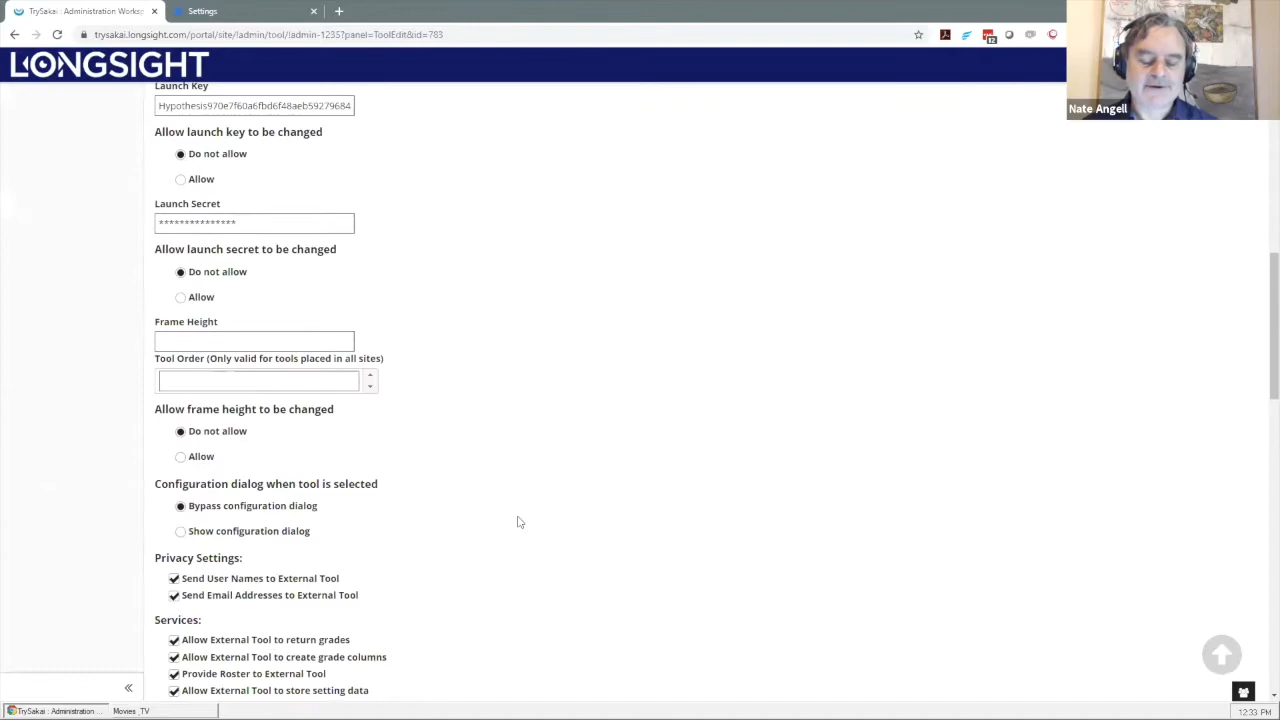 TrySakai : Administration Worksp
Settings
trysakai.longsight.com/portal/site/!admin/tool/!admin-1235?panel=ToolEdit&id=783
12
LONGSIGHT
Nate Angell
Launch Key
Hypothesis970e7f60a6fbd6f48aeb59279684
Allow launch key to be changed
Do not allow
Allow
Launch Secret
***************
Allow launch secret to be changed
Do not allow
Allow
Frame Height
Tool Order (Only valid for tools placed in all sites)
Allow frame height to be changed
Do not allow
Allow
Configuration dialog when tool is selected
Bypass configuration dialog
Show configuration dialog
Privacy Settings:
Send User Names to External Tool
Send Email Addresses to External Tool
Services:
Allow External Tool to return grades
Allow External Tool to create grade columns
Provide Roster to External Tool
Allow External Tool to store setting data
TrySakai : Administration ...
Movies _TV
12:33 PM